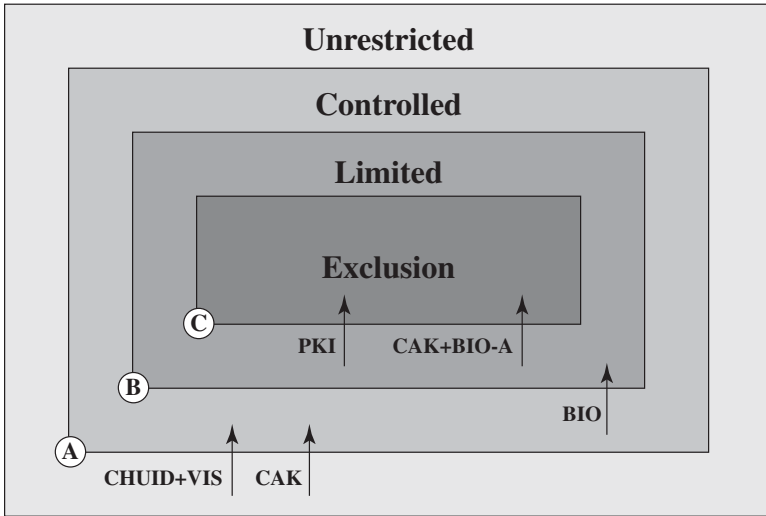 Unrestricted
Controlled
Limited
Exclusion
C
PKI
CAK+BIO-A
B
BIO
A
CHUID+VIS
CAK